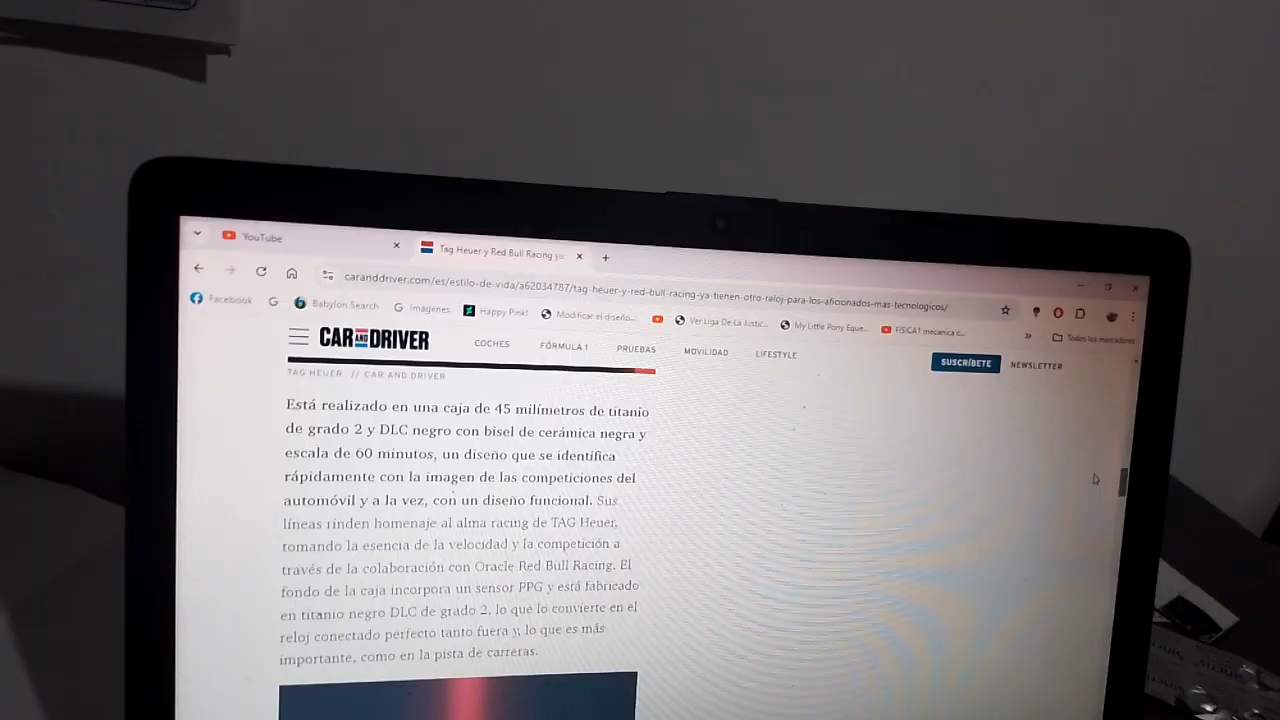 YouTube
Tag Heuer y Red Bull Racing ya
caranddriver.com/es/estilo-de-vida/a62034787/tag-heuer-y-red-bull-racing-ya-tienen-otro-reloj-para-los-aficionados-mas-tecnologicos/
Facebook
Babylon Search
Imágenes
Happy Pink!
Modificar el diseño...
Ver Liga De La Justic...
My Little Pony Eque...
FISICA1 mecanica c...
Todos los marcadores
CAR AND DRIVER
COCHES
FÓRMULA 1
PRUEBAS
MOVILIDAD
LIFESTYLE
SUSCRÍBETE
NEWSLETTER
TAG HEUER // CAR AND DRIVER
Está realizado en una caja de 45 milímetros de titanio
de grado 2 y DLC negro con bisel de cerámica negra y
escala de 60 minutos, un diseño que se identifica
rápidamente con la imagen de las competiciones del
automóvil y a la vez, con un diseño funcional. Sus
líneas rinden homenaje al alma racing de TAG Heuer,
tomando la esencia de la velocidad y la competición a
través de la colaboración con Oracle Red Bull Racing. El
fondo de la caja incorpora un sensor PPG y está fabricado
en titanio negro DLC de grado 2, lo que lo convierte en el
reloj conectado perfecto tanto fuera y, lo que es más
importante, como en la pista de carreras.